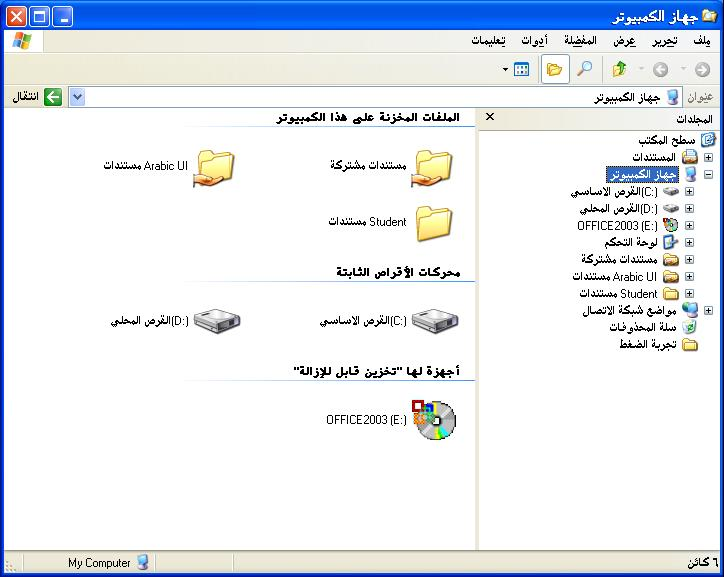 جهاز الكمبيوتر
ملف تحرير عرض المفضلة أدوات تعليمات
عنوان جهاز الكمبيوتر انتقال
المجلدات
سطح المكتب
المستندات
جهاز الكمبيوتر
القرص الاساسي(C:)
القرص المحلي(D:)
OFFICE2003 (E:)
لوحة التحكم
مستندات مشتركة
مستندات Arabic UI
مستندات Student
مواضع شبكة الاتصال
سلة المحذوفات
تجربة الضغط
الملفات المخزنة على هذا الكمبيوتر
مستندات مشتركة
مستندات Arabic UI
مستندات Student
محركات الأقراص الثابتة
القرص الاساسي(C:)
القرص المحلي(D:)
أجهزة لها "تخزين قابل للإزالة"
OFFICE2003 (E:)
٦ كائن
My Computer